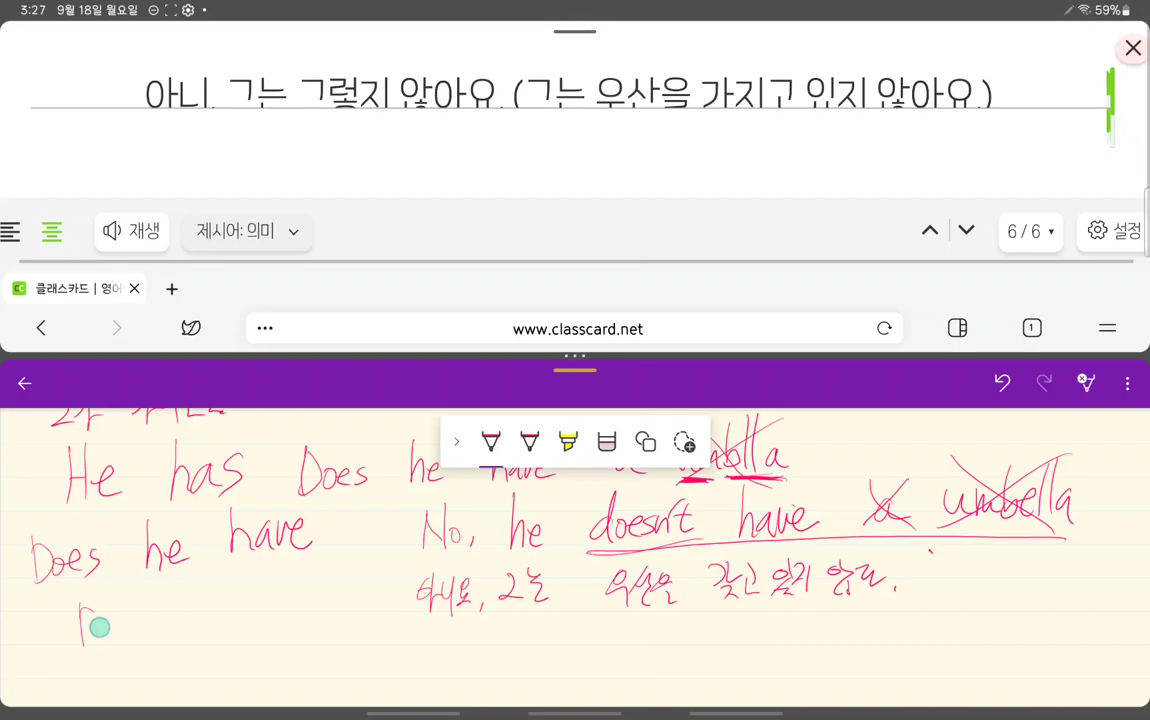 3:27 9월 18일 월요일 59%
아니, 그는 그렇지 않아요. (그는 우산을 가지고 있지 않아요.)
재생 제시어: 의미 6 / 6 설정
클래스카드 | 영어
www.classcard.net
He has Does he have umbella
No, he doesn't have a umbella
Does he have
아니요, 그는 우산을 갖고 있지 않다.